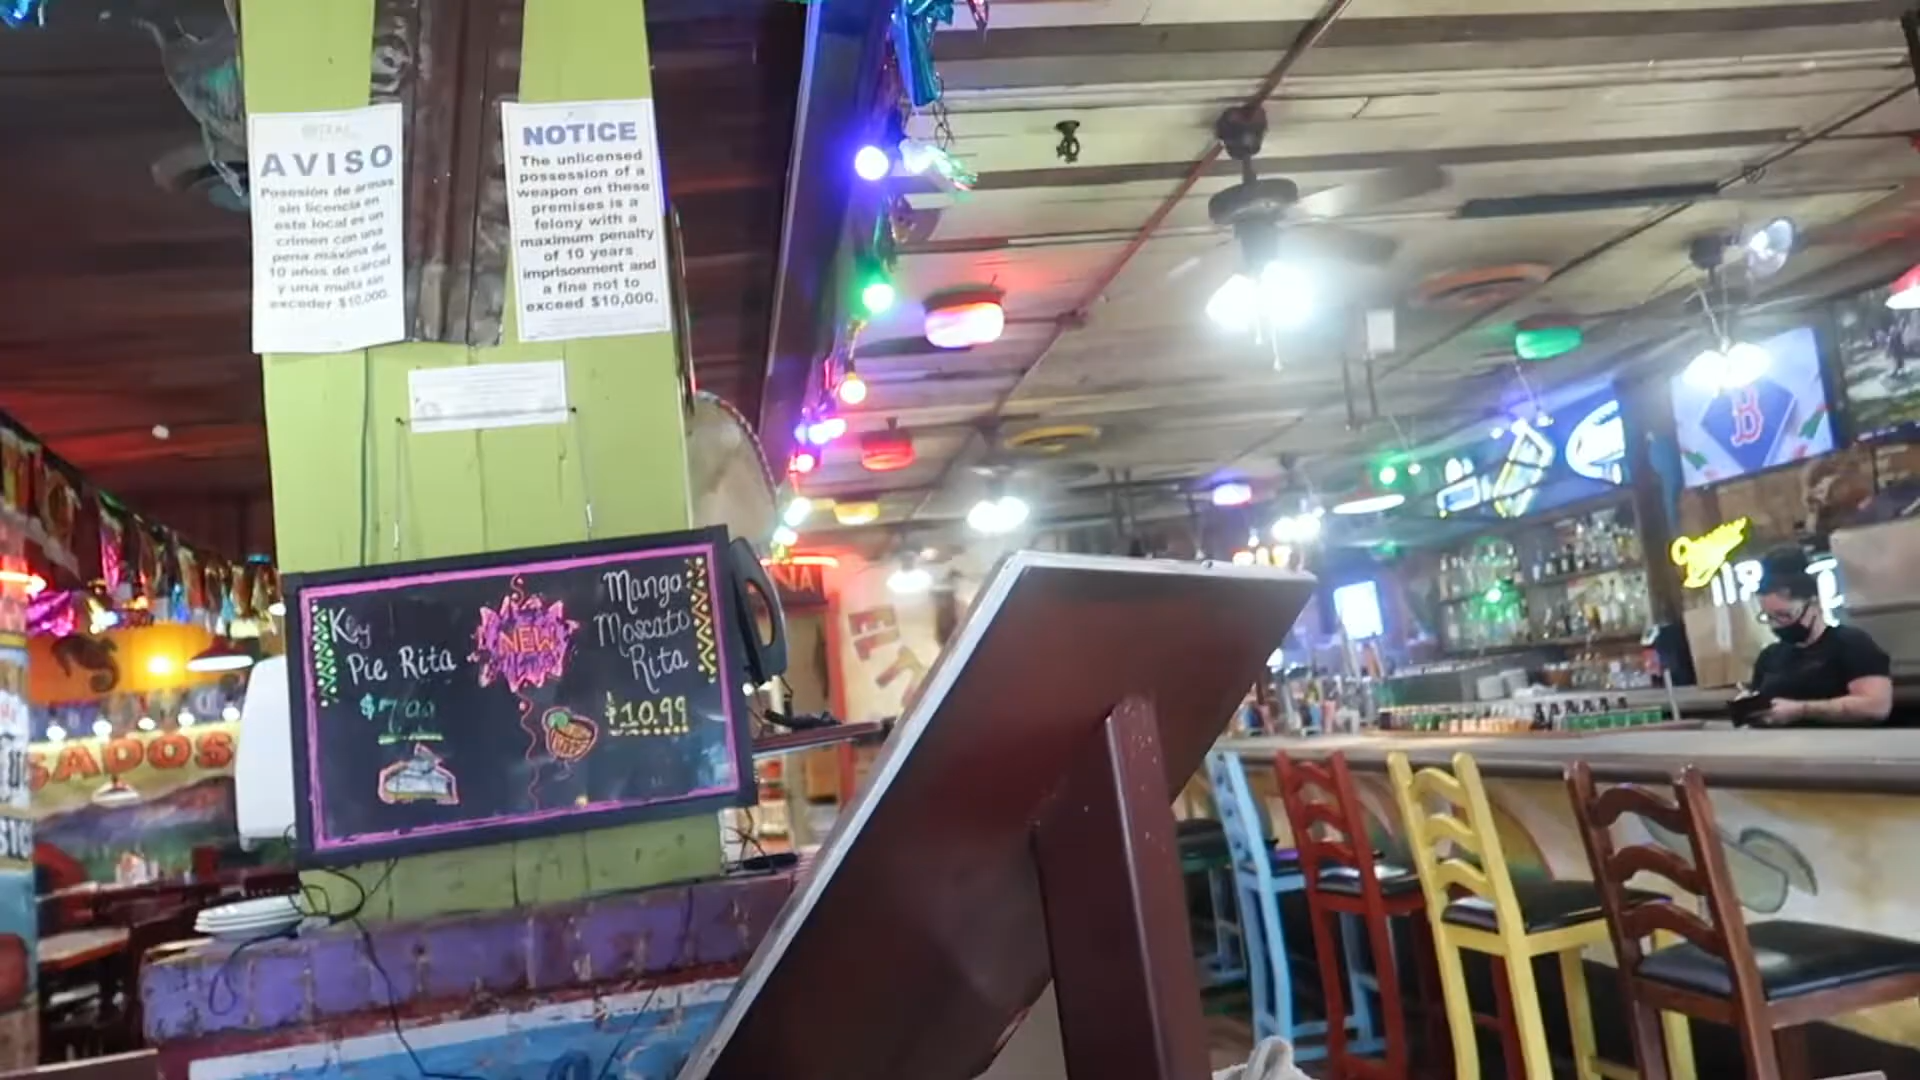 AVISO
Posesión de armas
sin licencia en
este local es un
crimen con una
pena máxima de
10 años de cárcel
y una multa sin
exceder $10,000.
NOTICE
The unlicensed
possession of a
weapon on these
premises is a
felony with a
maximum penalty
of 10 years
imprisonment and
a fine not to
exceed $10,000.
Key
Pie Rita
$7.99
NEW
Mango
Moscato
Rita
$10.99
SADOS
B